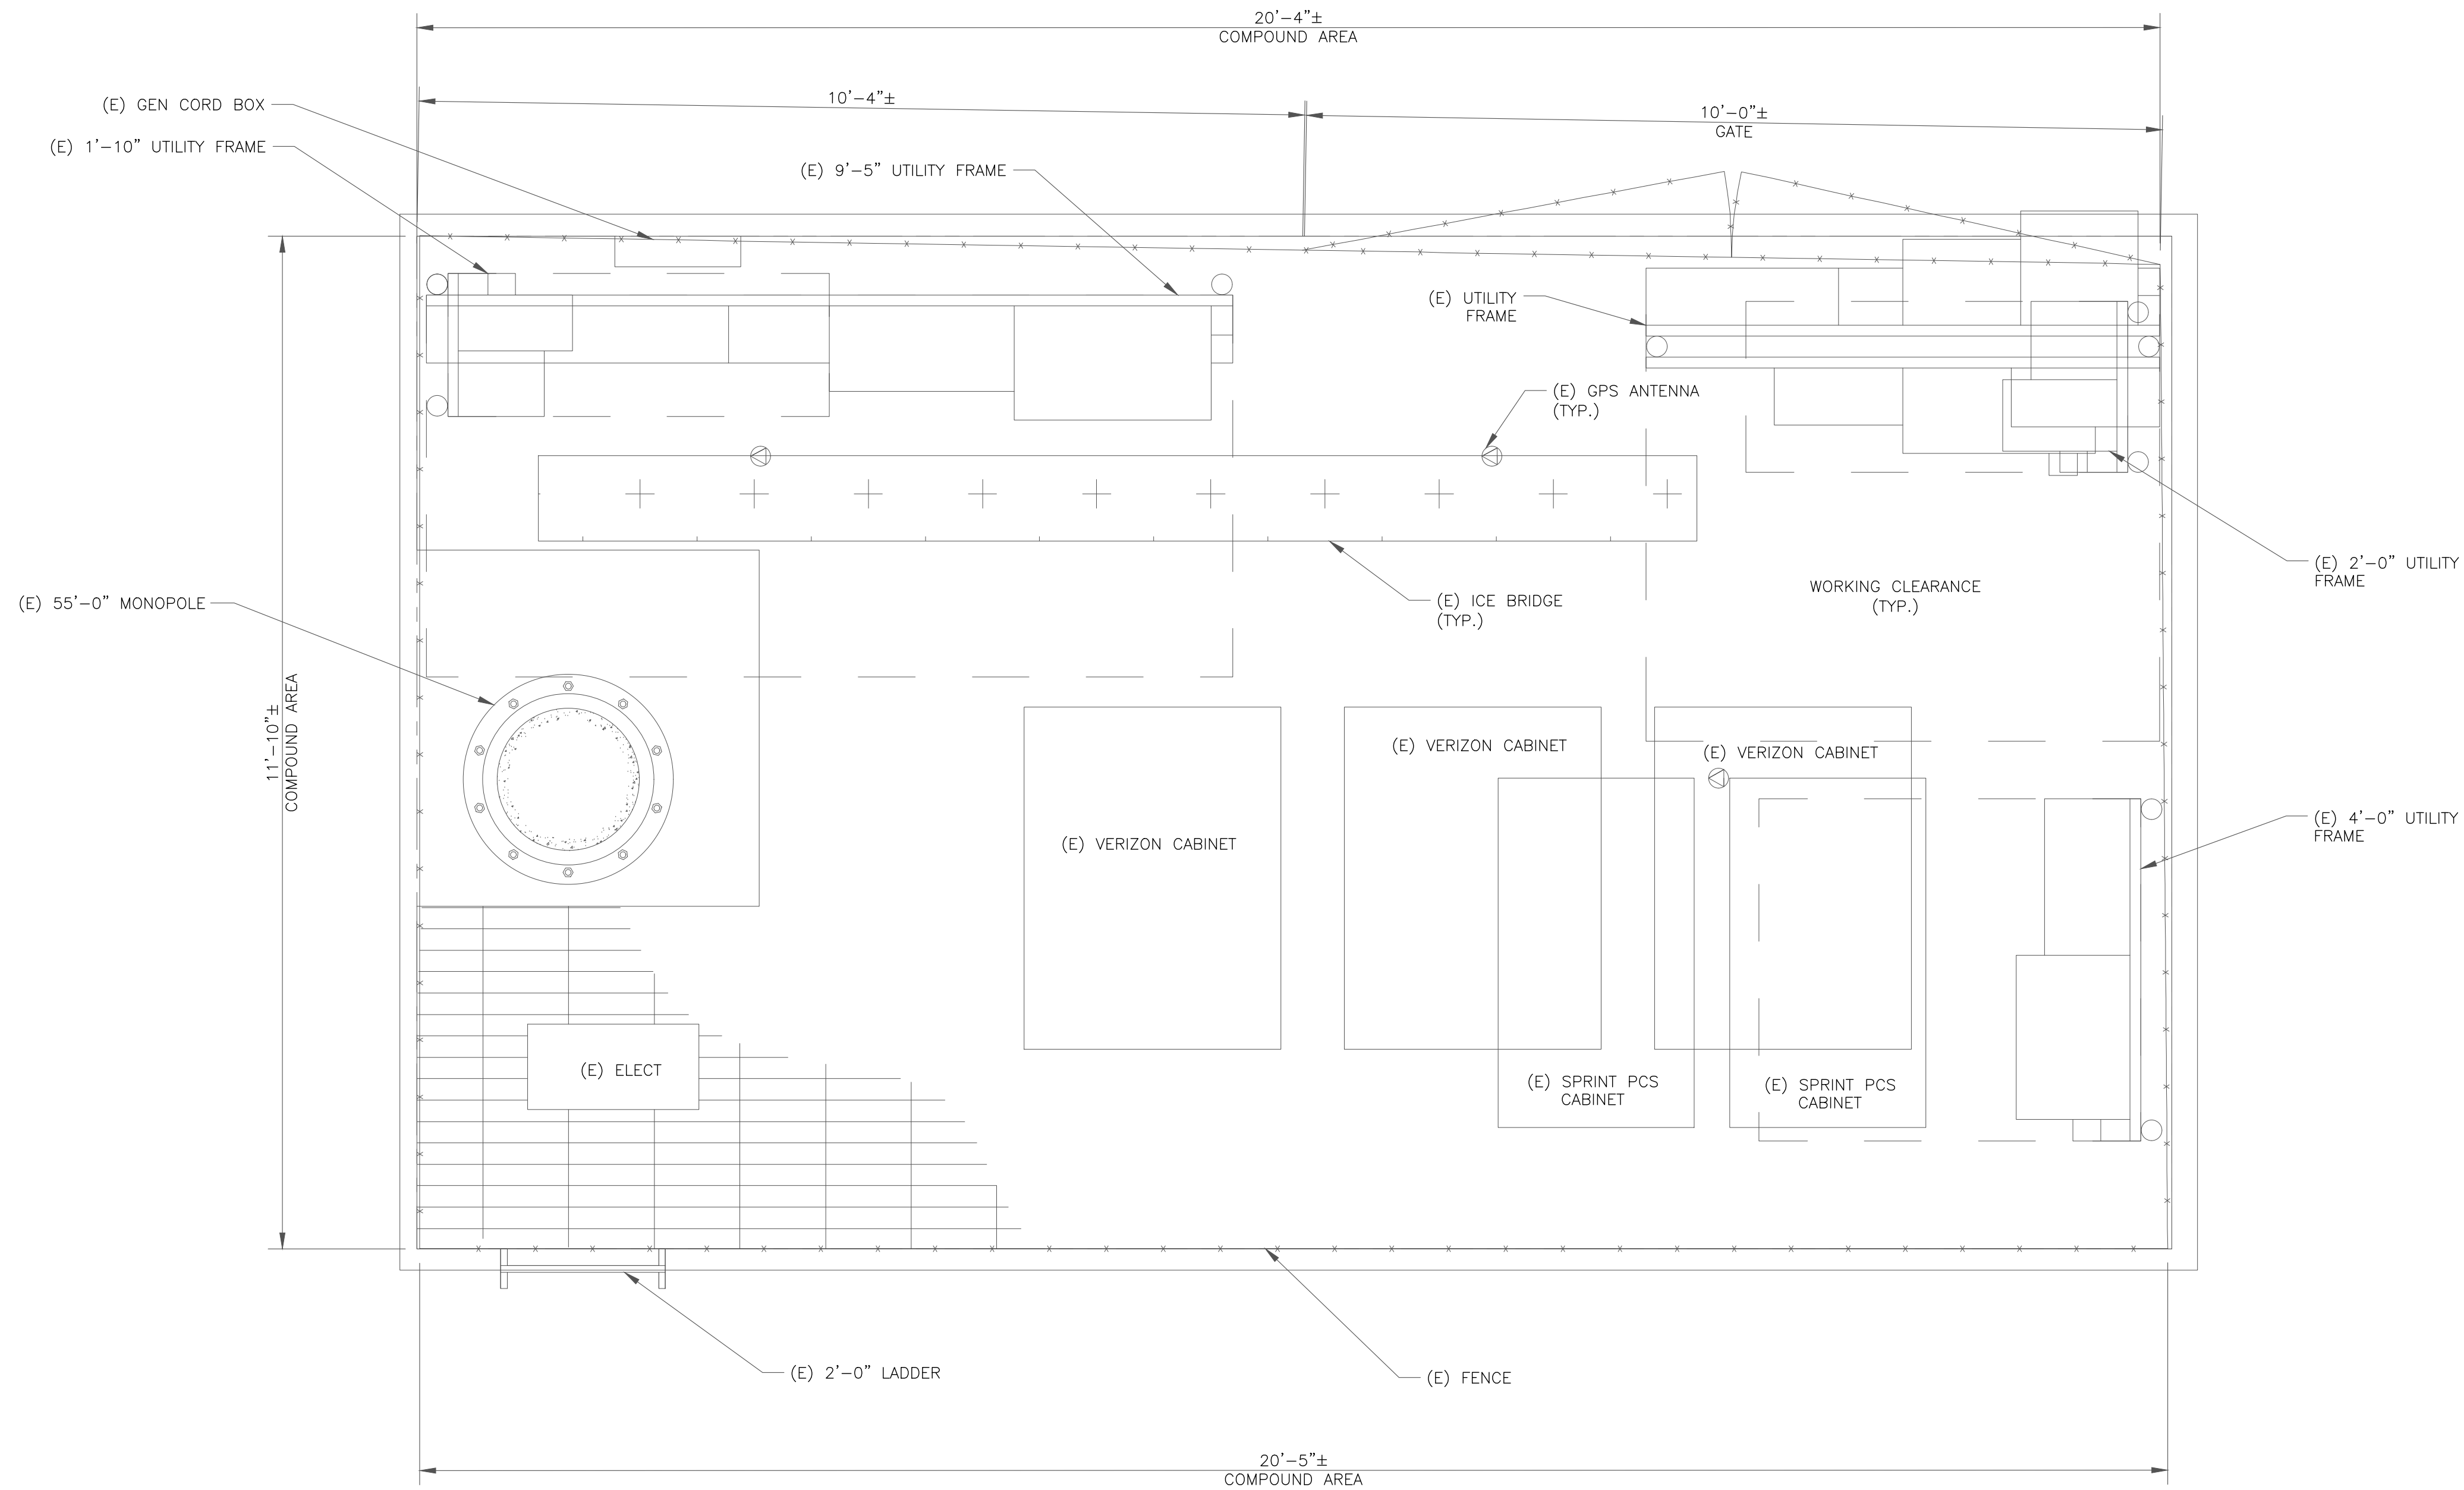 20'-4"±
COMPOUND AREA
10'-4"±
10'-0"±
GATE
(E) GEN CORD BOX
(E) 1'-10" UTILITY FRAME
(E) 9'-5" UTILITY FRAME
(E) UTILITY
FRAME
(E) GPS ANTENNA
(TYP.)
(E) 2'-0" UTILITY
FRAME
(E) 55'-0" MONOPOLE
(E) ICE BRIDGE
(TYP.)
WORKING CLEARANCE
(TYP.)
11'-10"±
COMPOUND AREA
(E) VERIZON CABINET
(E) VERIZON CABINET
(E) VERIZON CABINET
(E) 4'-0" UTILITY
FRAME
(E) ELECT
(E) SPRINT PCS
CABINET
(E) SPRINT PCS
CABINET
(E) 2'-0" LADDER
(E) FENCE
20'-5"±
COMPOUND AREA